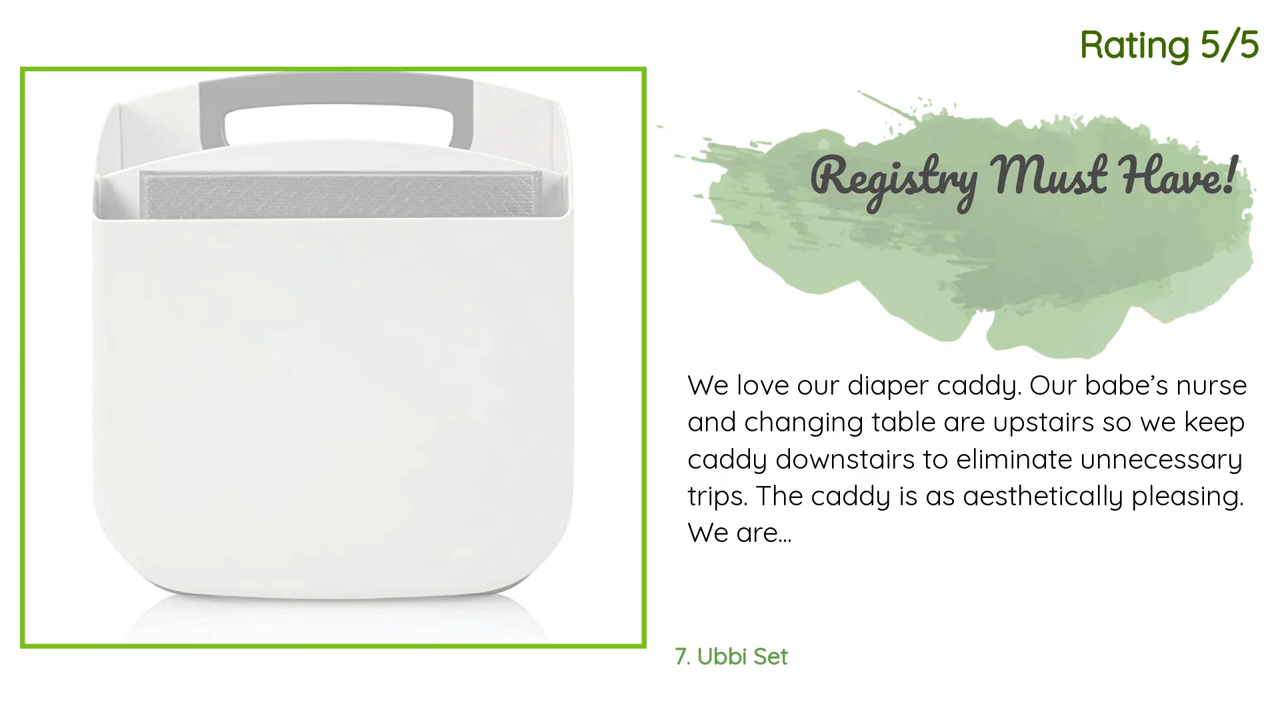 Rating 5/5
Registry Must Have!
We love our diaper caddy. Our babe’s nurse
and changing table are upstairs so we keep
caddy downstairs to eliminate unnecessary
trips. The caddy is as aesthetically pleasing.
We are...
7. Ubbi Set